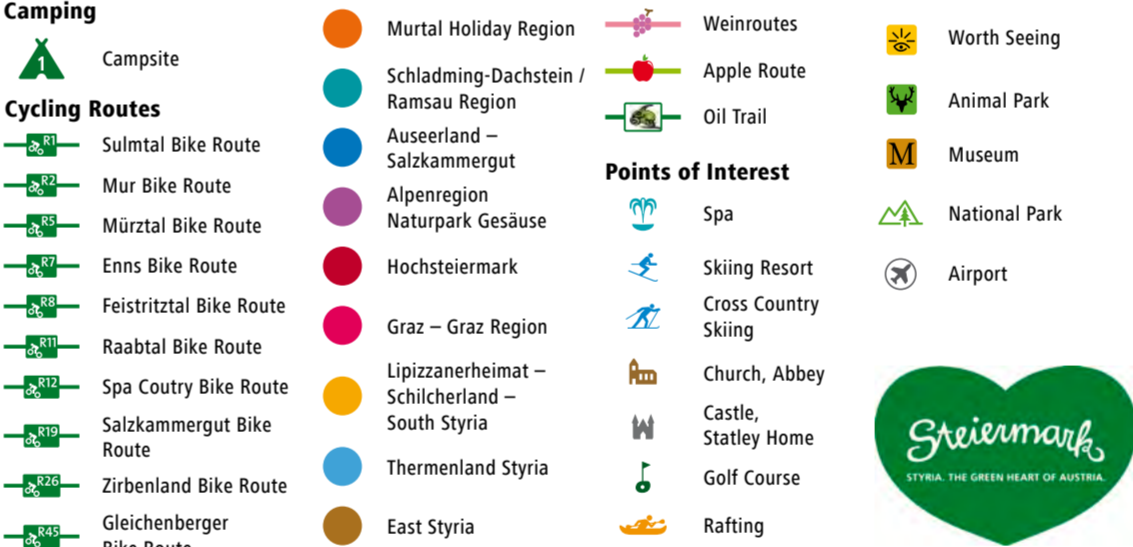 Camping
1
Campsite
Cycling Routes
R1
Sulmtal Bike Route
R2
Mur Bike Route
R5
Mürztal Bike Route
R7
Enns Bike Route
R8
Feistritztal Bike Route
R11
Raabtal Bike Route
R12
Spa Coutry Bike Route
R19
Salzkammergut Bike
Route
R26
Zirbenland Bike Route
R45
Gleichenberger
Bike Route
Murtal Holiday Region
Schladming-Dachstein /
Ramsau Region
Auseerland –
Salzkammergut
Alpenregion
Naturpark Gesäuse
Hochsteiermark
Graz – Graz Region
Lipizzanerheimat –
Schilcherland –
South Styria
Thermenland Styria
East Styria
Weinroutes
Apple Route
Oil Trail
Points of Interest
Spa
Skiing Resort
Cross Country
Skiing
Church, Abbey
Castle,
Statley Home
Golf Course
Rafting
Worth Seeing
Animal Park
M
Museum
National Park
Airport
Steiermark
STYRIA. THE GREEN HEART OF AUSTRIA.